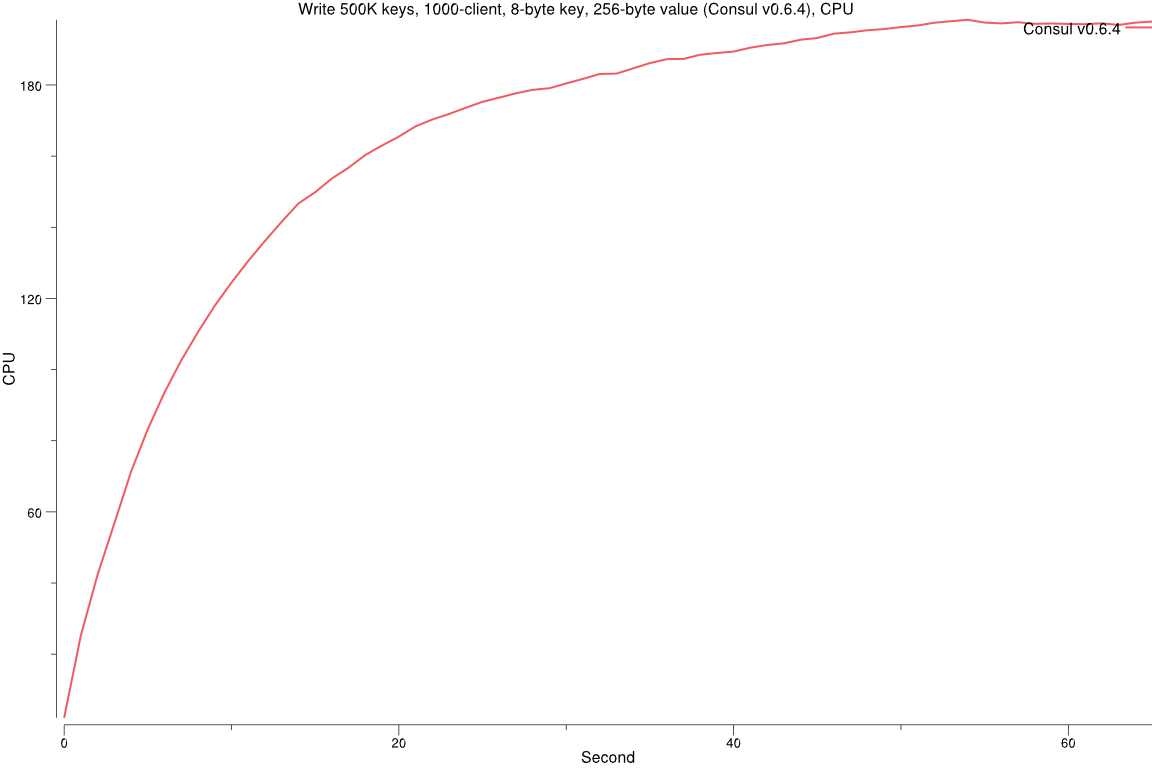 Write 500K keys, 1000-client, 8-byte key, 256-byte value (Consul v0.6.4), CPU
Consul v0.6.4
180
120
60
CPU
0
20
40
60
Second